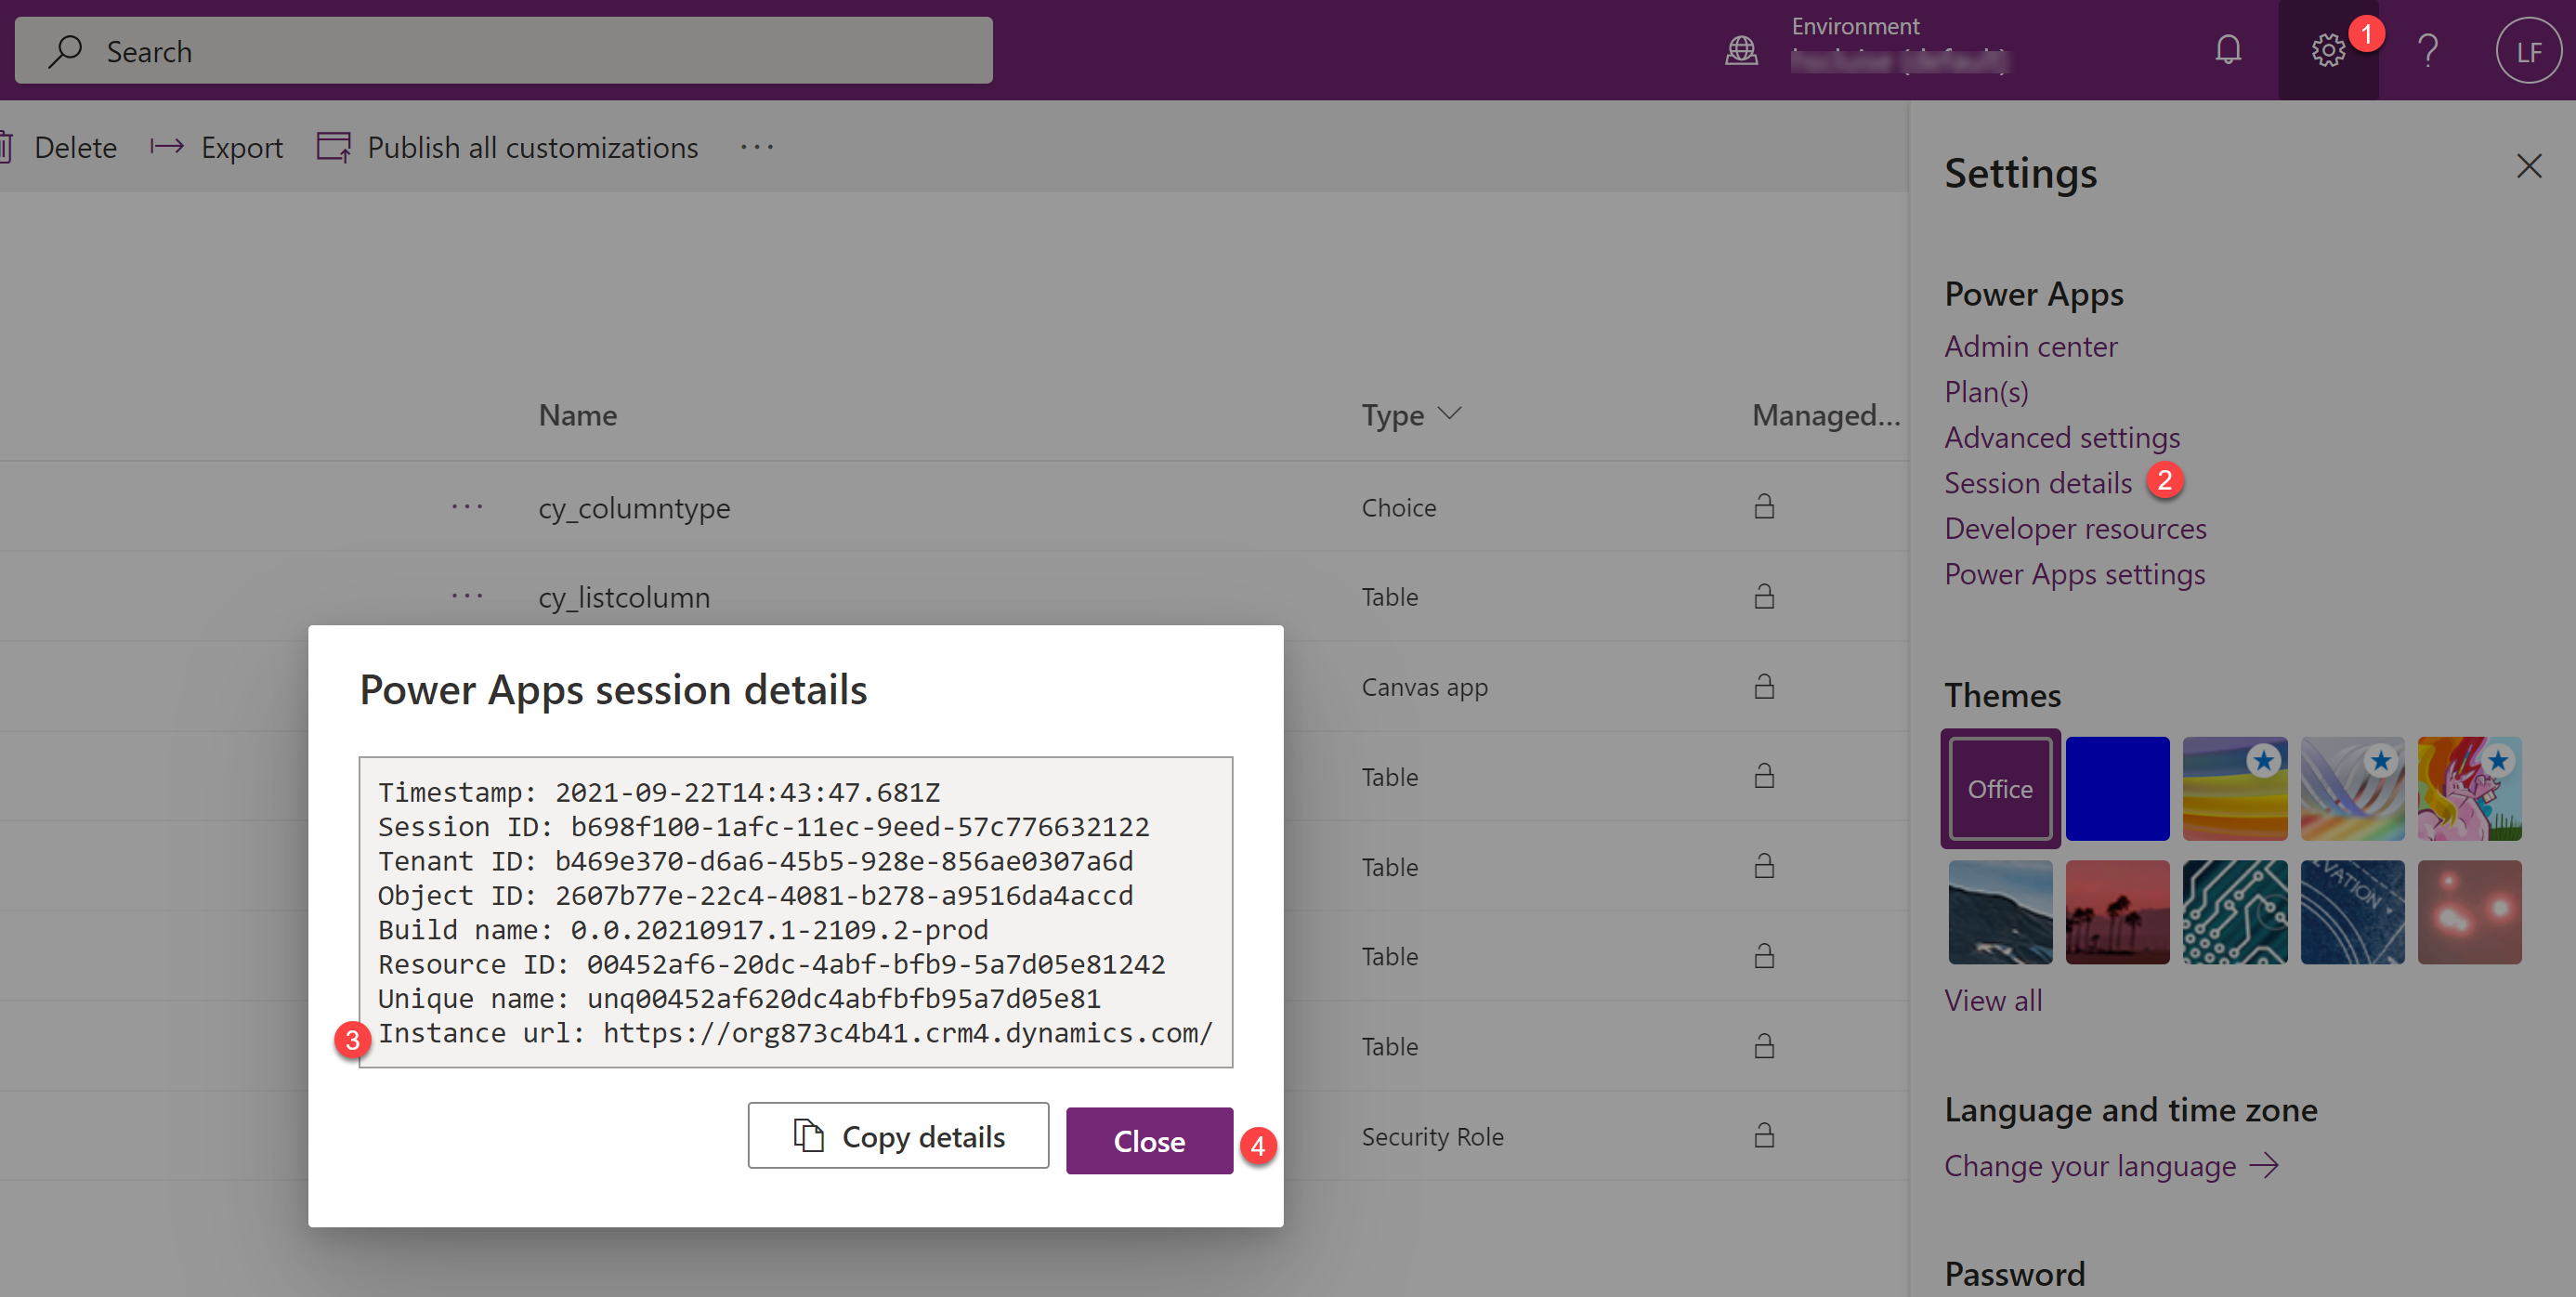 Search
Environment
1
LF
Delete
Export
Publish all customizations
Settings
Power Apps
Admin center
Plan(s)
Advanced settings
Session details 2
Developer resources
Power Apps settings
Name Type Managed...
cy_columntype Choice
cy_listcolumn Table
Canvas app
Table
Table
Table
Table
Security Role
Power Apps session details
Timestamp: 2021-09-22T14:43:47.681Z
Session ID: b698f100-1afc-11ec-9eed-57c776632122
Tenant ID: b469e370-d6a6-45b5-928e-856ae0307a6d
Object ID: 2607b77e-22c4-4081-b278-a9516da4accd
Build name: 0.0.20210917.1-2109.2-prod
Resource ID: 00452af6-20dc-4abf-bfb9-5a7d05e81242
Unique name: unq00452af620dc4abfbfb95a7d05e81
3 Instance url: https://org873c4b41.crm4.dynamics.com/
Copy details
Close 4
Themes
Office
View all
Language and time zone
Change your language
Password